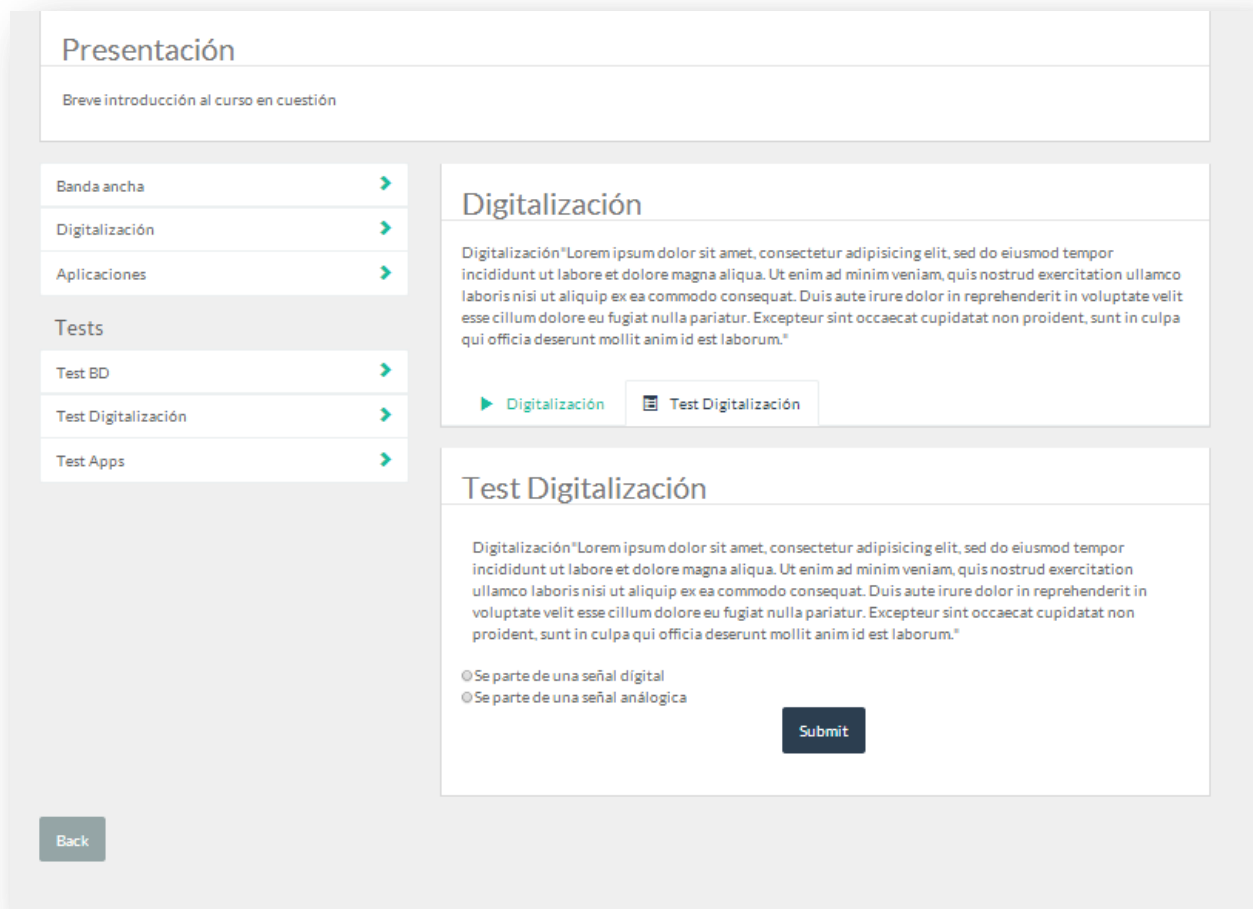 Presentación
Breve introducción al curso en cuestión
Banda ancha
Digitalización
Aplicaciones
Tests
Test BD
Test Digitalización
Test Apps
Digitalización
Digitalización"Lorem ipsum dolor sit amet, consectetur adipisicing elit, sed do eiusmod tempor
incididunt ut labore et dolore magna aliqua. Ut enim ad minim veniam, quis nostrud exercitation ullamco
laboris nisi ut aliquip ex ea commodo consequat. Duis aute irure dolor in reprehenderit in voluptate velit
esse cillum dolore eu fugiat nulla pariatur. Excepteur sint occaecat cupidatat non proident, sunt in culpa
qui officia deserunt mollit anim id est laborum."
Digitalización Test Digitalización
Test Digitalización
Digitalización"Lorem ipsum dolor sit amet, consectetur adipisicing elit, sed do eiusmod tempor
incididunt ut labore et dolore magna aliqua. Ut enim ad minim veniam, quis nostrud exercitation
ullamco laboris nisi ut aliquip ex ea commodo consequat. Duis aute irure dolor in reprehenderit in
voluptate velit esse cillum dolore eu fugiat nulla pariatur. Excepteur sint occaecat cupidatat non
proident, sunt in culpa qui officia deserunt mollit anim id est laborum."
Se parte de una señal dígital
Se parte de una señal análogica
Submit
Back